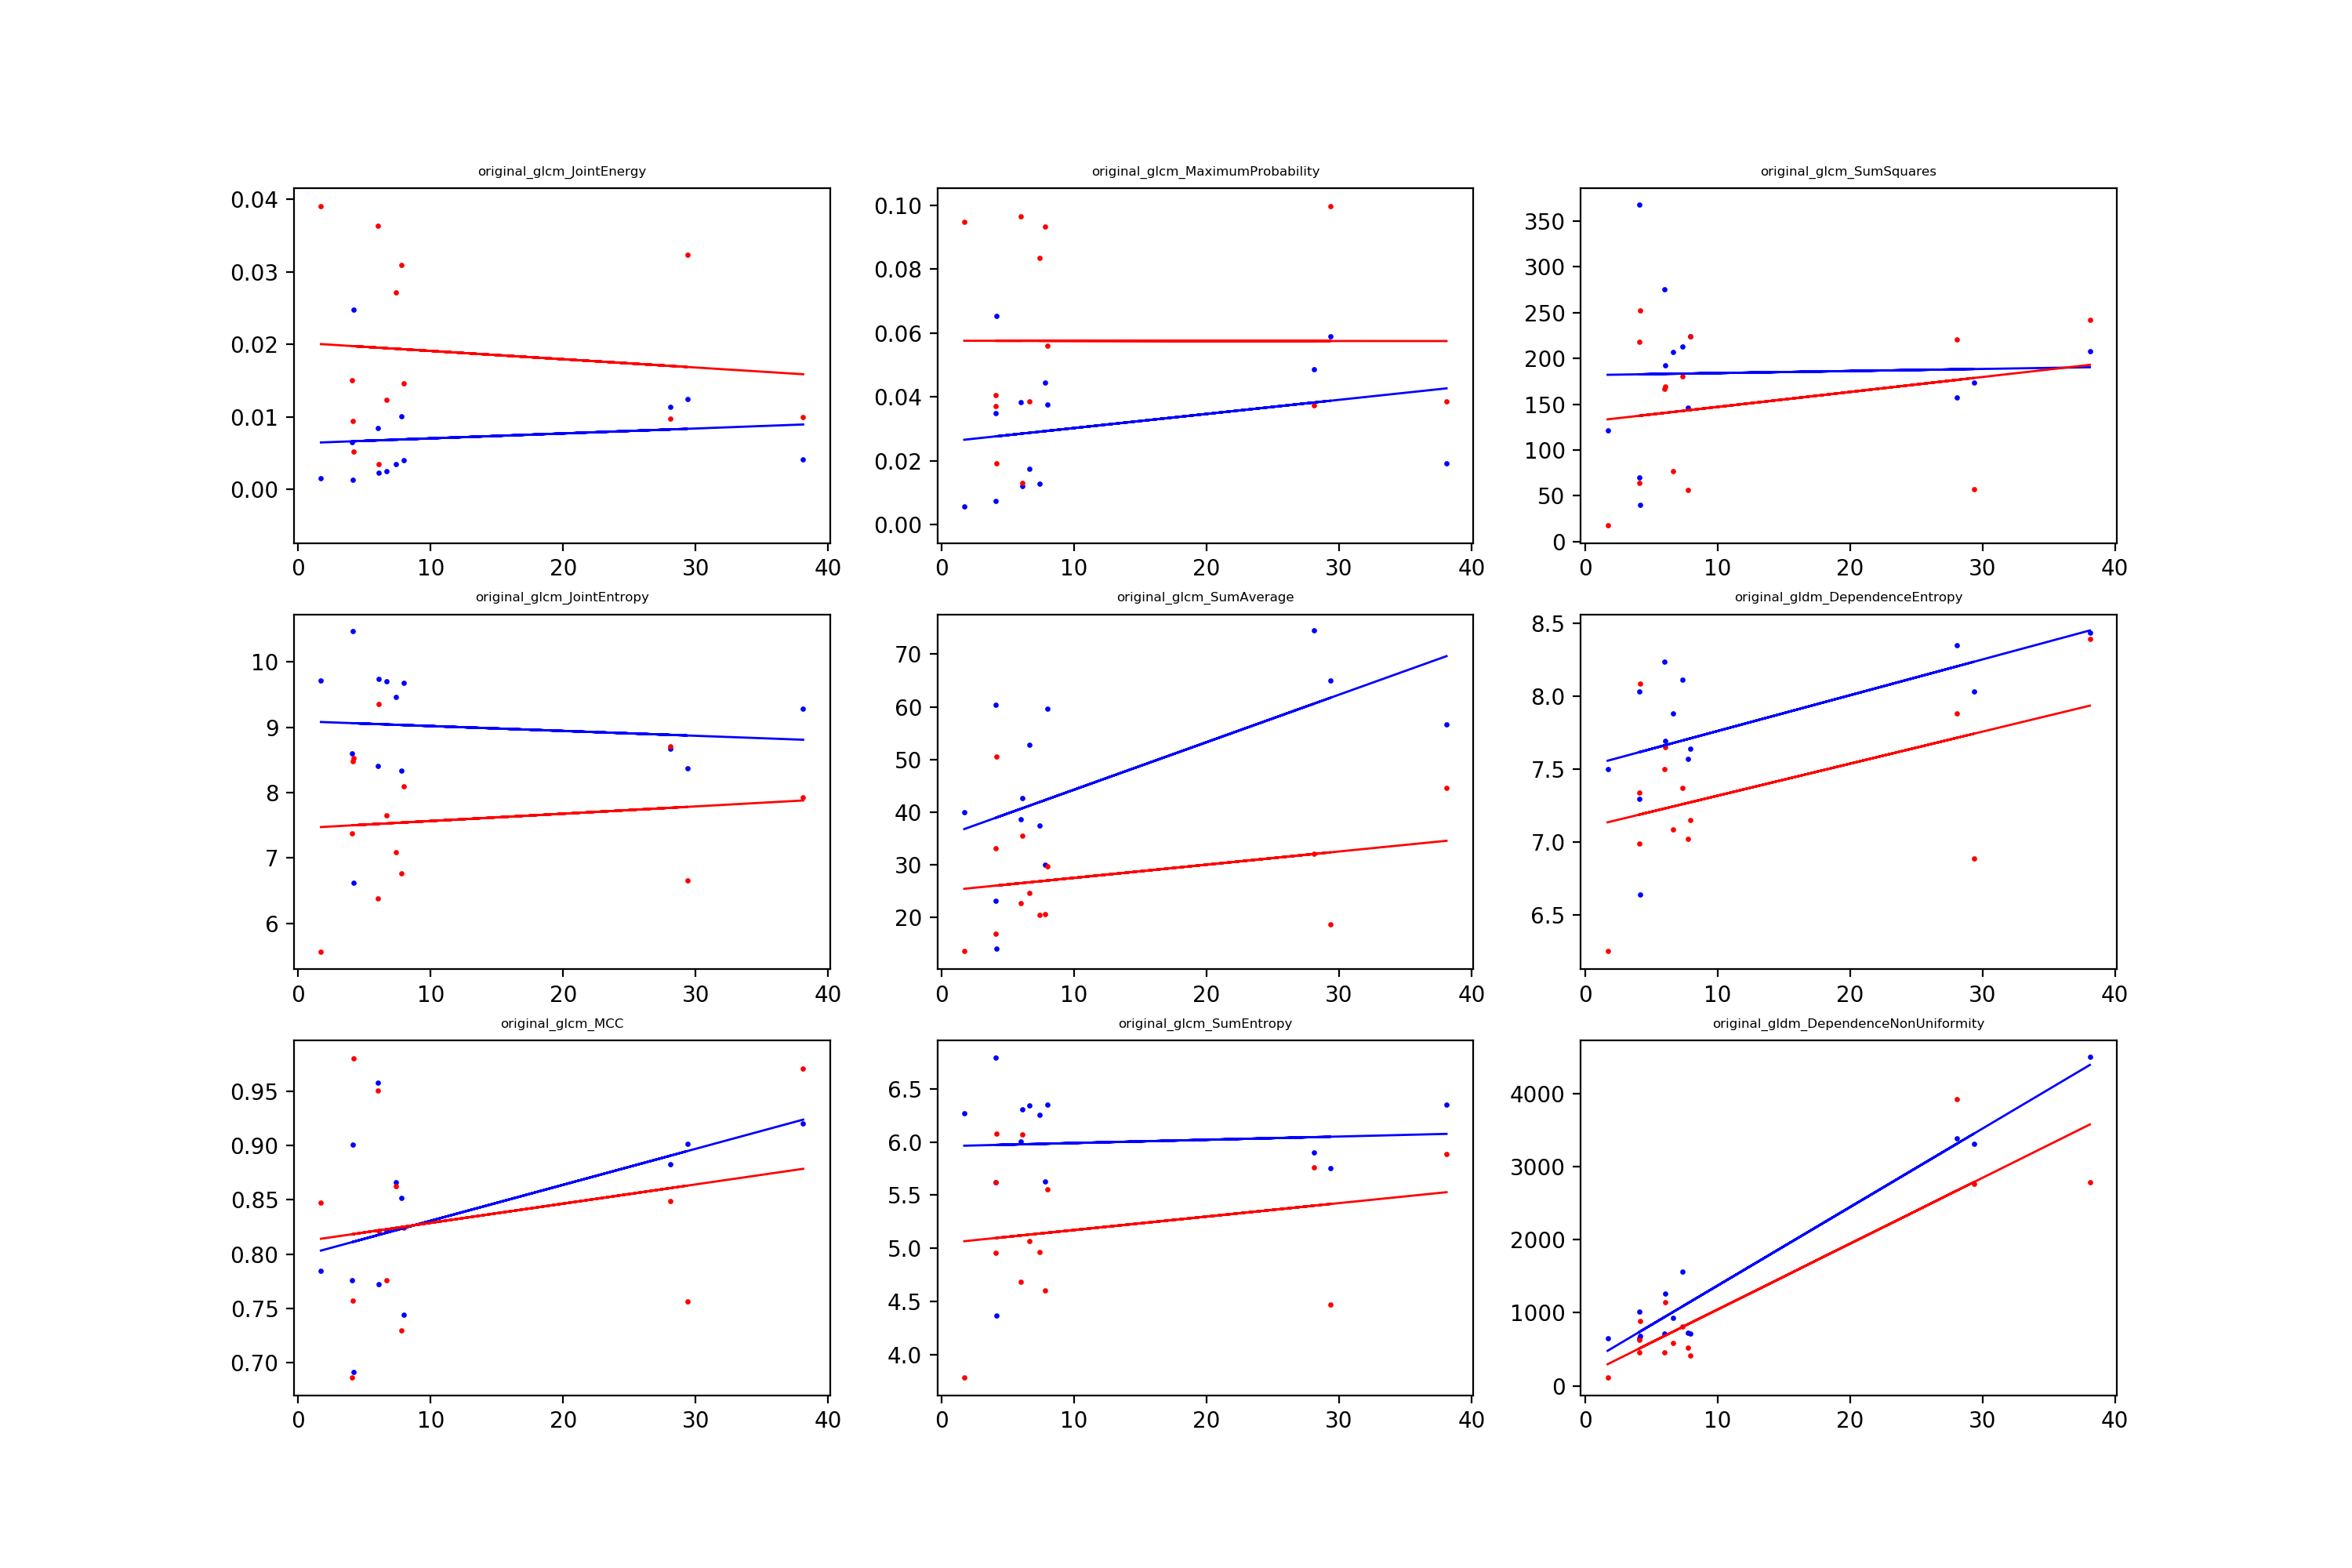 original_glcm_JointEnergy
0.04
0.03
0.02
0.01
0.00
0 10 20 30 40
original_glcm_MaximumProbability
0.10
0.08
0.06
0.04
0.02
0.00
0 10 20 30 40
original_glcm_SumSquares
350
300
250
200
150
100
50
0
0 10 20 30 40
original_glcm_JointEntropy
10
9
8
7
6
0 10 20 30 40
original_glcm_SumAverage
70
60
50
40
30
20
0 10 20 30 40
original_gldm_DependenceEntropy
8.5
8.0
7.5
7.0
6.5
0 10 20 30 40
original_glcm_MCC
0.95
0.90
0.85
0.80
0.75
0.70
0 10 20 30 40
original_glcm_SumEntropy
6.5
6.0
5.5
5.0
4.5
4.0
0 10 20 30 40
original_gldm_DependenceNonUniformity
4000
3000
2000
1000
0
0 10 20 30 40